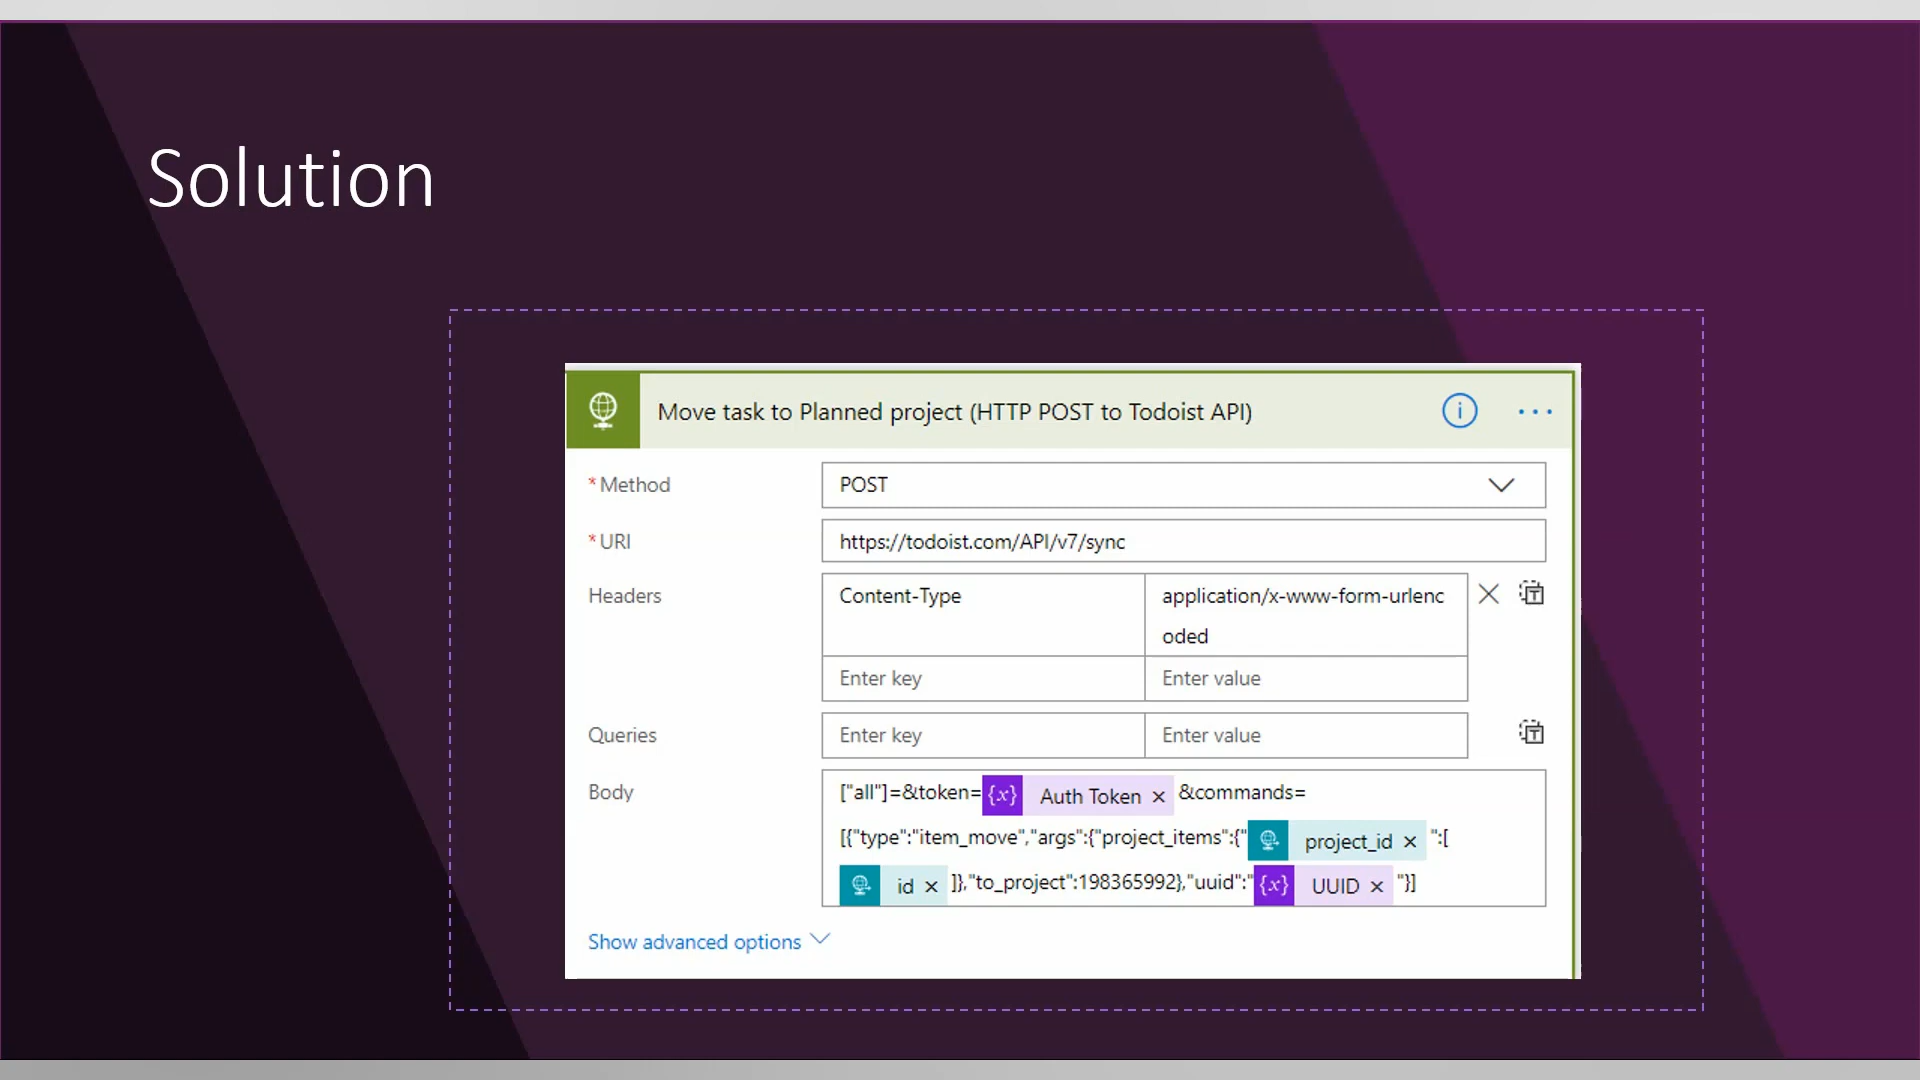 Solution
Move task to Planned project (HTTP POST to Todoist API)
* Method
POST
* URI
https://todoist.com/API/v7/sync
Headers
Content-Type
application/x-www-form-urlenc
oded
Enter key
Enter value
Queries
Enter key
Enter value
Body
["all"]=&token={x} Auth Token × &commands=
[{"type":"item_move","args":{"project_items":{" project_id × ":[
id × ]},"to_project":198365992},"uuid":"{x} UUID × "}]
Show advanced options